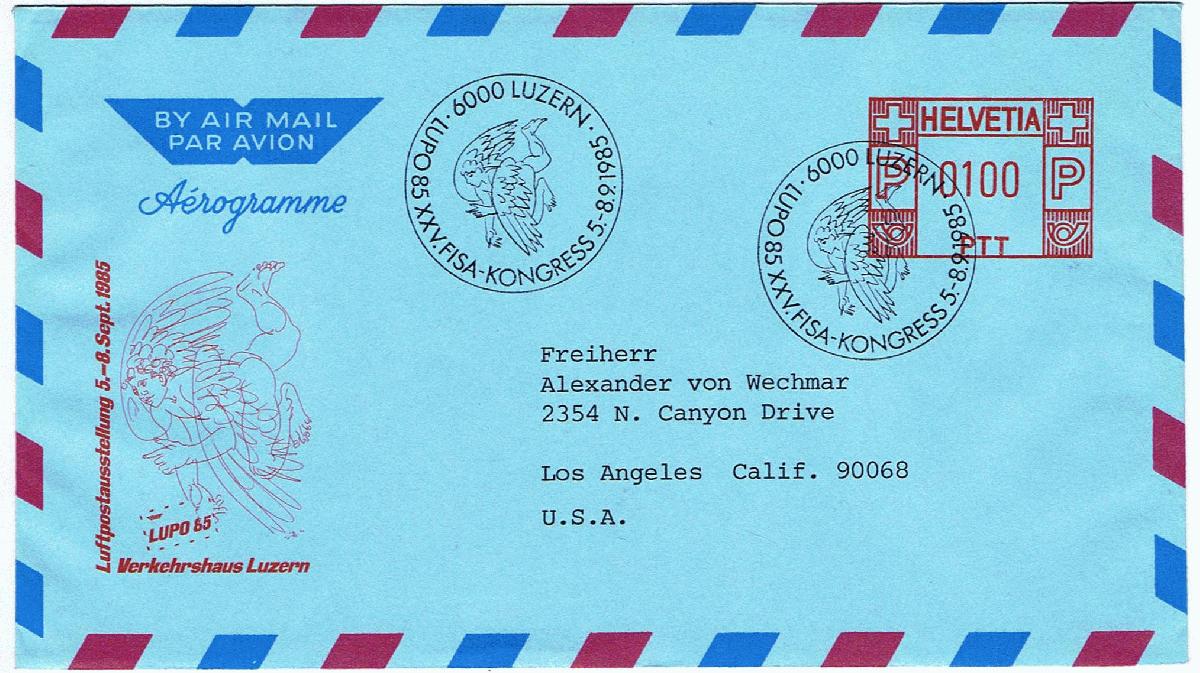 BY AIR MAIL
PAR AVION
Aérogramme
LUPO 85 XXV. FISA-KONGRESS 5.-8.9.1985 · 6000 LUZERN ·
HELVETIA
P 0100 P
PTT
LUPO 85 XXV. FISA-KONGRESS 5.-8.9.1985 · 6000 LUZERN ·
Luftpostausstellung 5.-8. Sept. 1985
LUPO 85
Verkehrshaus Luzern
Freiherr
Alexander von Wechmar
2354 N. Canyon Drive
Los Angeles Calif. 90068
U.S.A.